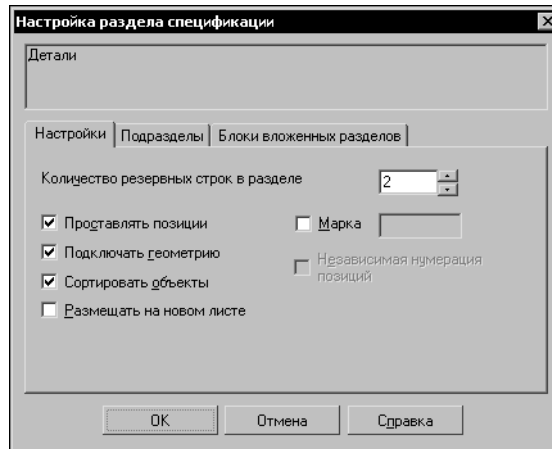 Настройка раздела спецификации
Детали
Настройки Подразделы Блоки вложенных разделов
Количество резервных строк в разделе 2
Проставлять позиции Марка
Подключать геометрию Независимая нумерация
позиций
Сортировать объекты
Размещать на новом листе
OK Отмена Справка